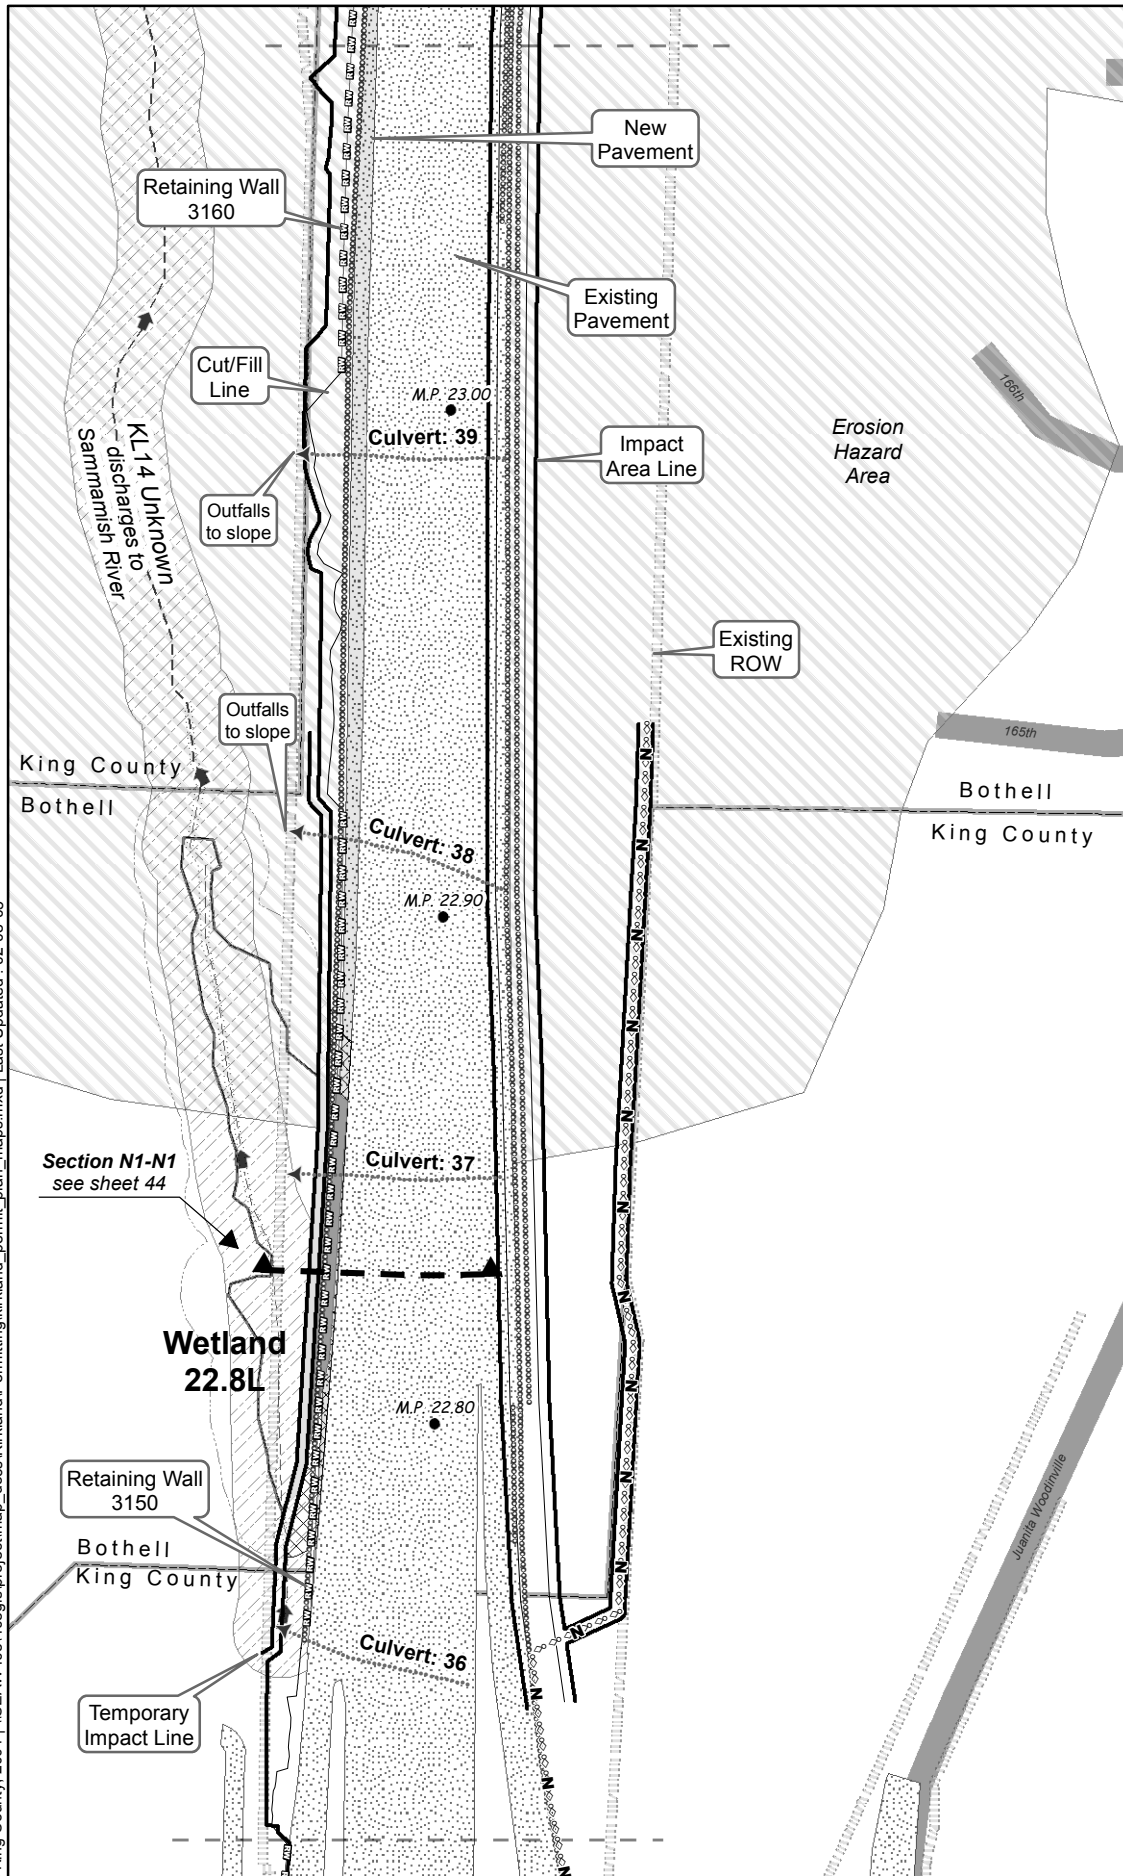 New
Pavement
Retaining Wall
3160
Existing
Pavement
Cut/Fill
Line
M.P. 23.00
Culvert: 39
Impact
Area Line
Erosion
Hazard
Area
166th
KL14 Unknown
discharges to
Sammamish River
Outfalls
to slope
Existing
ROW
Outfalls
to slope
165th
King County
Bothell
Bothell
King County
Culvert: 38
M.P. 22.90
Section N1-N1
see sheet 44
Culvert: 37
Wetland
22.8L
M.P. 22.80
Retaining Wall
3150
Juanita Woodinville
Bothell
King County
Culvert: 36
Temporary
Impact Line